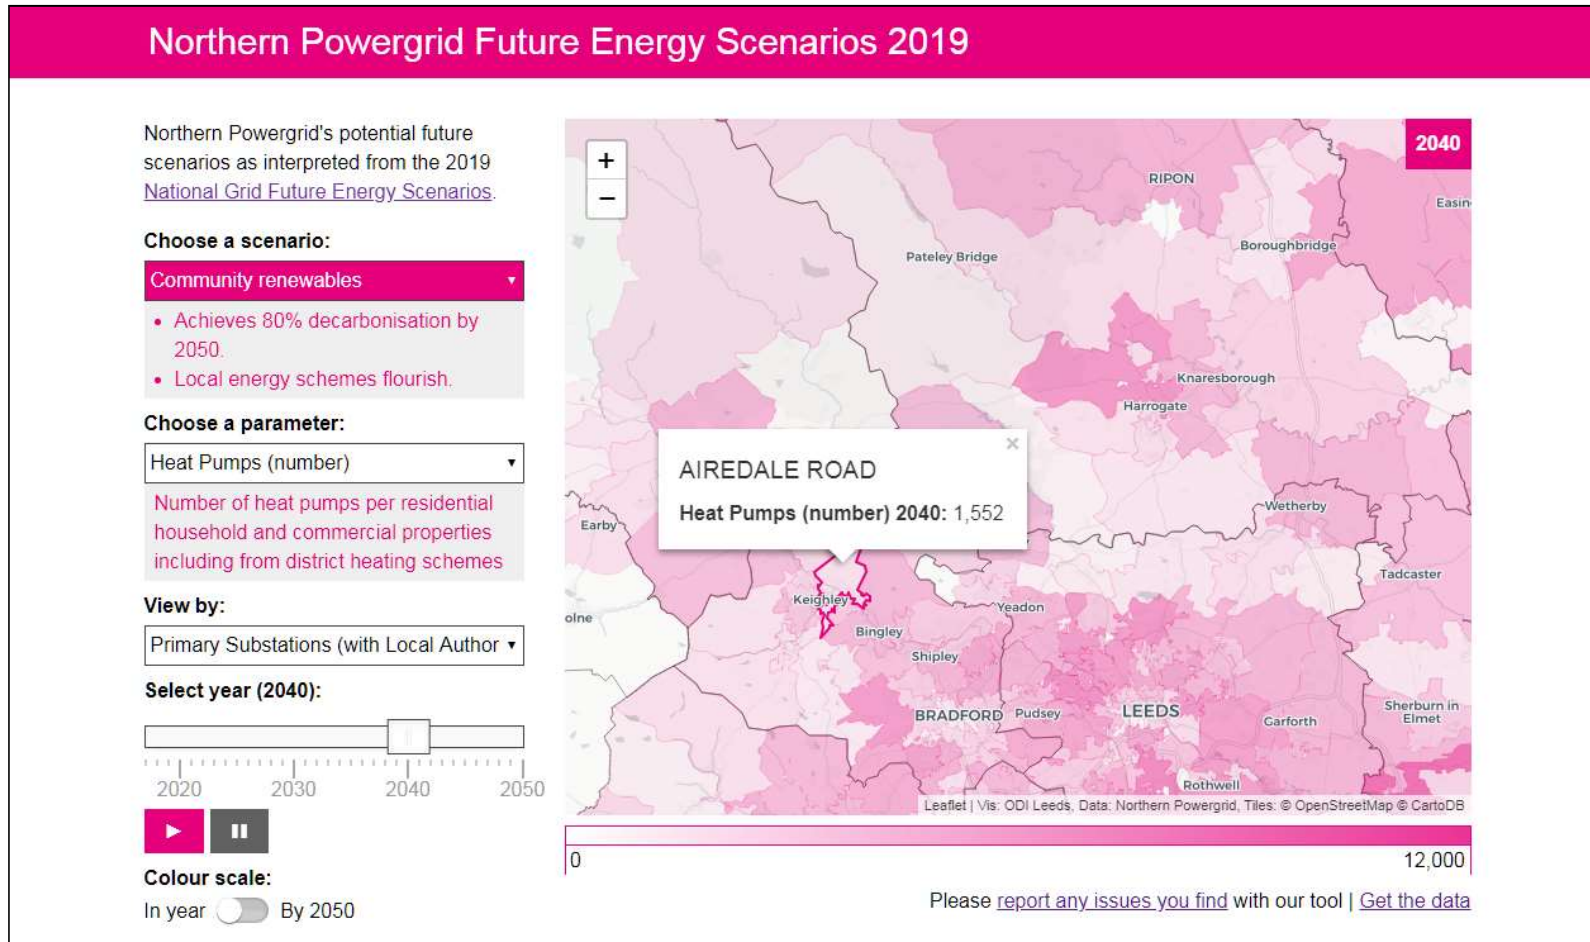 Northern Powergrid Future Energy Scenarios 2019
Northern Powergrid's potential future
scenarios as interpreted from the 2019
National Grid Future Energy Scenarios.
Choose a scenario:
Community renewables
• Achieves 80% decarbonisation by
2050.
• Local energy schemes flourish.
Choose a parameter:
Heat Pumps (number)
Number of heat pumps per residential
household and commercial properties
including from district heating schemes
View by:
Primary Substations (with Local Author
Select year (2040):
2020 2030 2040 2050
Colour scale:
In year By 2050
+
−
2040
RIPON
Easin
Boroughbridge
Pateley Bridge
Knaresborough
Harrogate
×
AIREDALE ROAD
Heat Pumps (number) 2040: 1,552
Wetherby
Earby
Tadcaster
Keighley
Yeadon
olne
Bingley
Shipley
BRADFORD Pudsey LEEDS
Garforth
Sherburn in
Elmet
Rothwell
Leaflet | Vis: ODI Leeds, Data: Northern Powergrid, Tiles: © OpenStreetMap © CartoDB
0 12,000
Please report any issues you find with our tool | Get the data